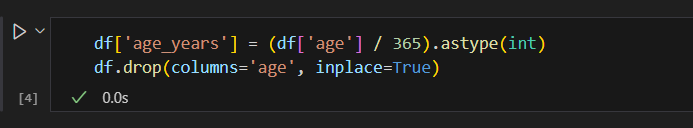 df['age_years'] = (df['age'] / 365).astype(int)
df.drop(columns='age', inplace=True)
[4]
0.0s